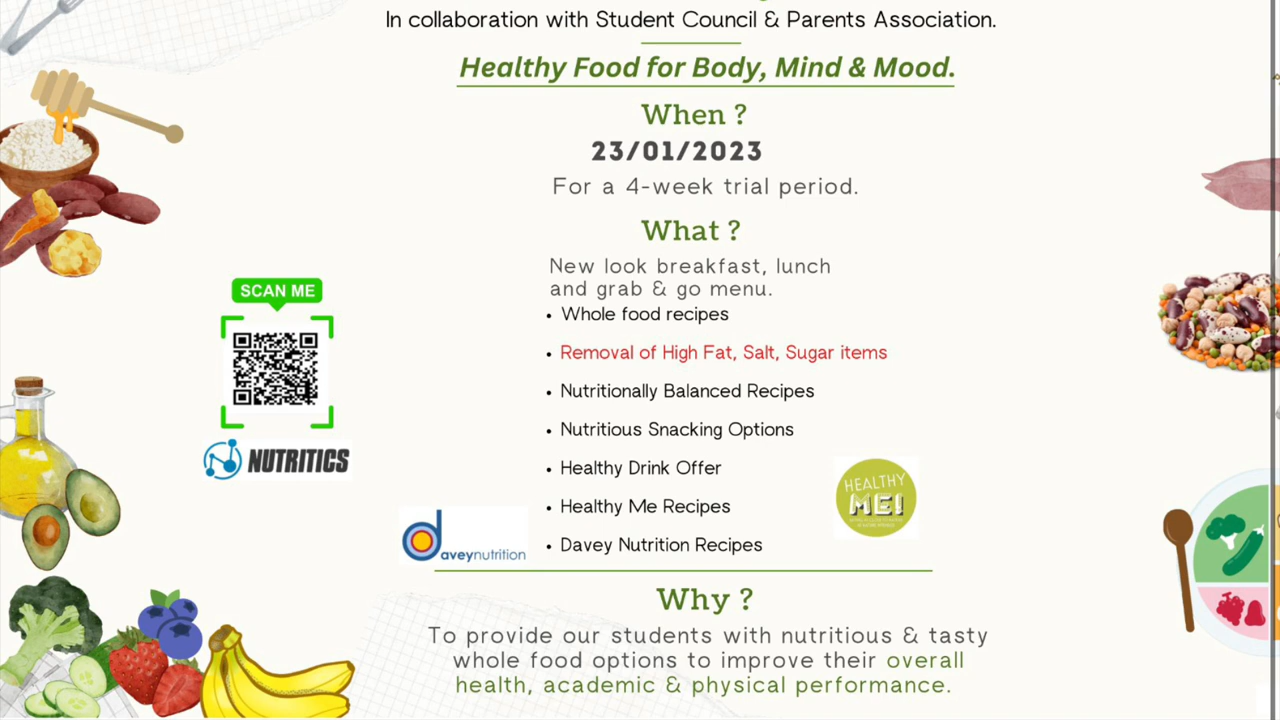 In collaboration with Student Council & Parents Association.
Healthy Food for Body, Mind & Mood.
When ?
23/01/2023
For a 4-week trial period.
What ?
New look breakfast, lunch
and grab & go menu.
• Whole food recipes
• Removal of High Fat, Salt, Sugar items
• Nutritionally Balanced Recipes
• Nutritious Snacking Options
• Healthy Drink Offer
• Healthy Me Recipes
• Davey Nutrition Recipes
SCAN ME
NUTRITICS
daveynutrition
HEALTHY
ME!
Why ?
To provide our students with nutritious & tasty
whole food options to improve their overall
health, academic & physical performance.